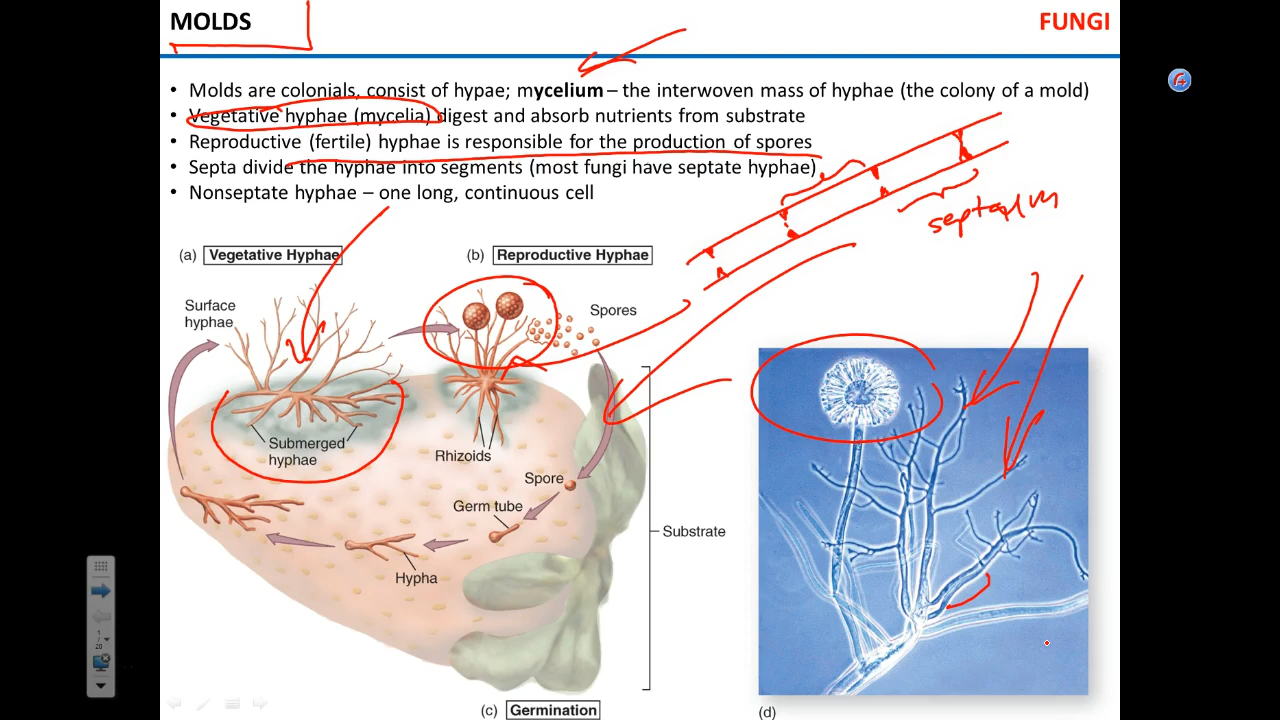 MOLDS
FUNGI
• Molds are colonials, consist of hypae; mycelium – the interwoven mass of hyphae (the colony of a mold)
• Vegetative hyphae (mycelia) digest and absorb nutrients from substrate
• Reproductive (fertile) hyphae is responsible for the production of spores
• Septa divide the hyphae into segments (most fungi have septate hyphae)
• Nonseptate hyphae – one long, continuous cell
septum
(a) Vegetative Hyphae
(b) Reproductive Hyphae
Surface
hyphae
Spores
Submerged
hyphae
Rhizoids
Spore
Germ tube
Substrate
Hypha
(c) Germination
(d)
1
/
20